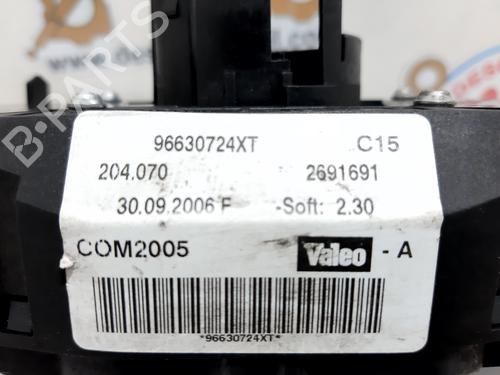 96630724XT C15
204.070 2691691
30.09.2006 F -Soft: 2.30
COM2005 Valeo - A
*96630724XT*
B-PARTS